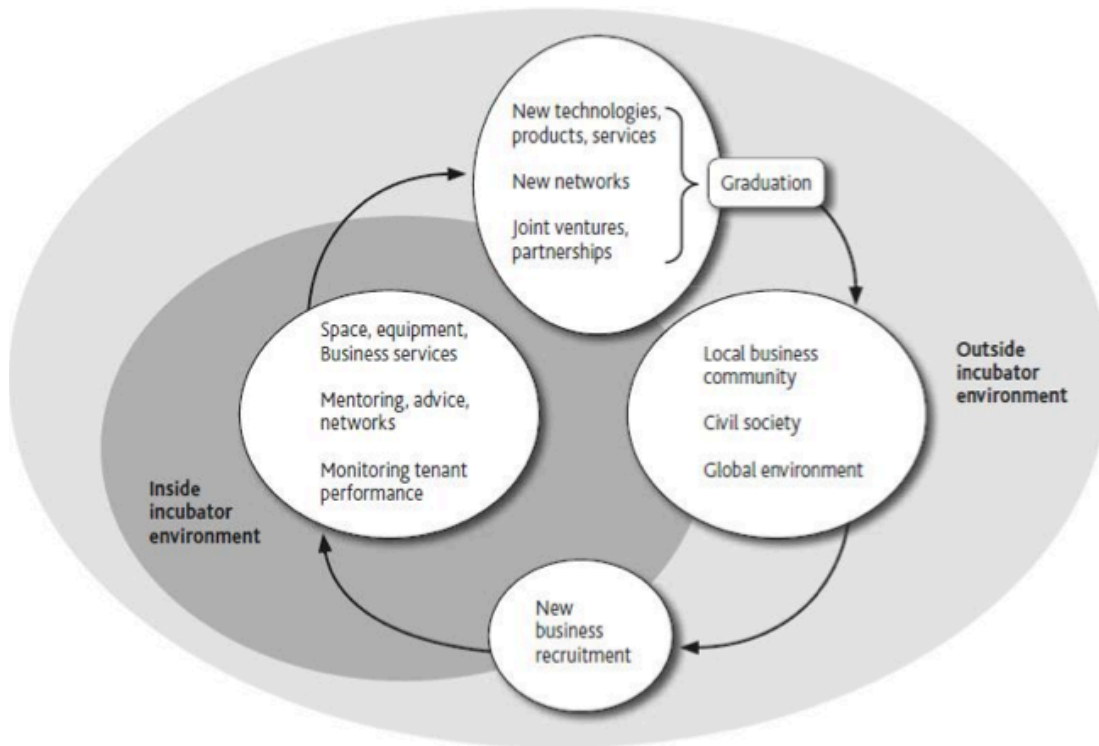 New technologies,
products, services
New networks
Joint ventures,
partnerships
Graduation
Space, equipment,
Business services
Mentoring, advice,
networks
Monitoring tenant
performance
Local business
community
Civil society
Global environment
Outside
incubator
environment
Inside
incubator
environment
New
business
recruitment